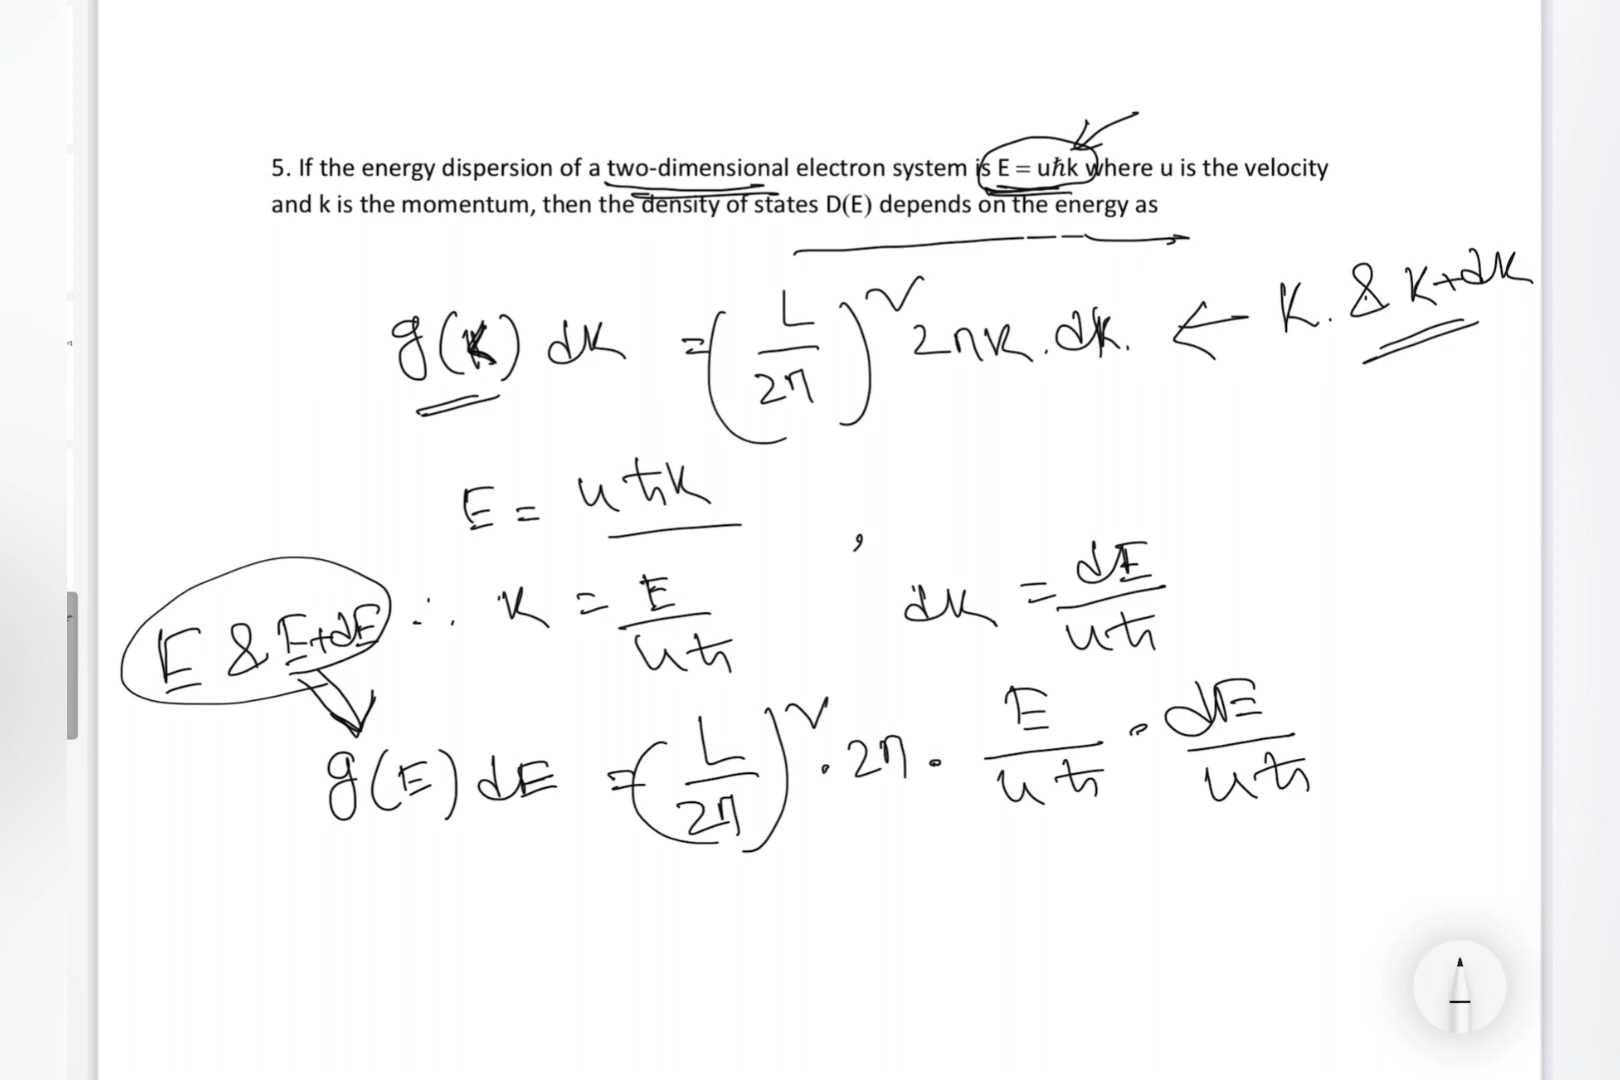 5. If the energy dispersion of a two-dimensional electron system is E = uħk where u is the velocity
and k is the momentum, then the density of states D(E) depends on the energy as
g(K) dK = (L/2π)² 2πK.dK. ← K. & K+dK
E = uħK
,
E & E+dE ∴ K = E/uħ dK = dE/uħ
g(E) dE = (L/2π)² . 2π . E/uħ . dE/uħ